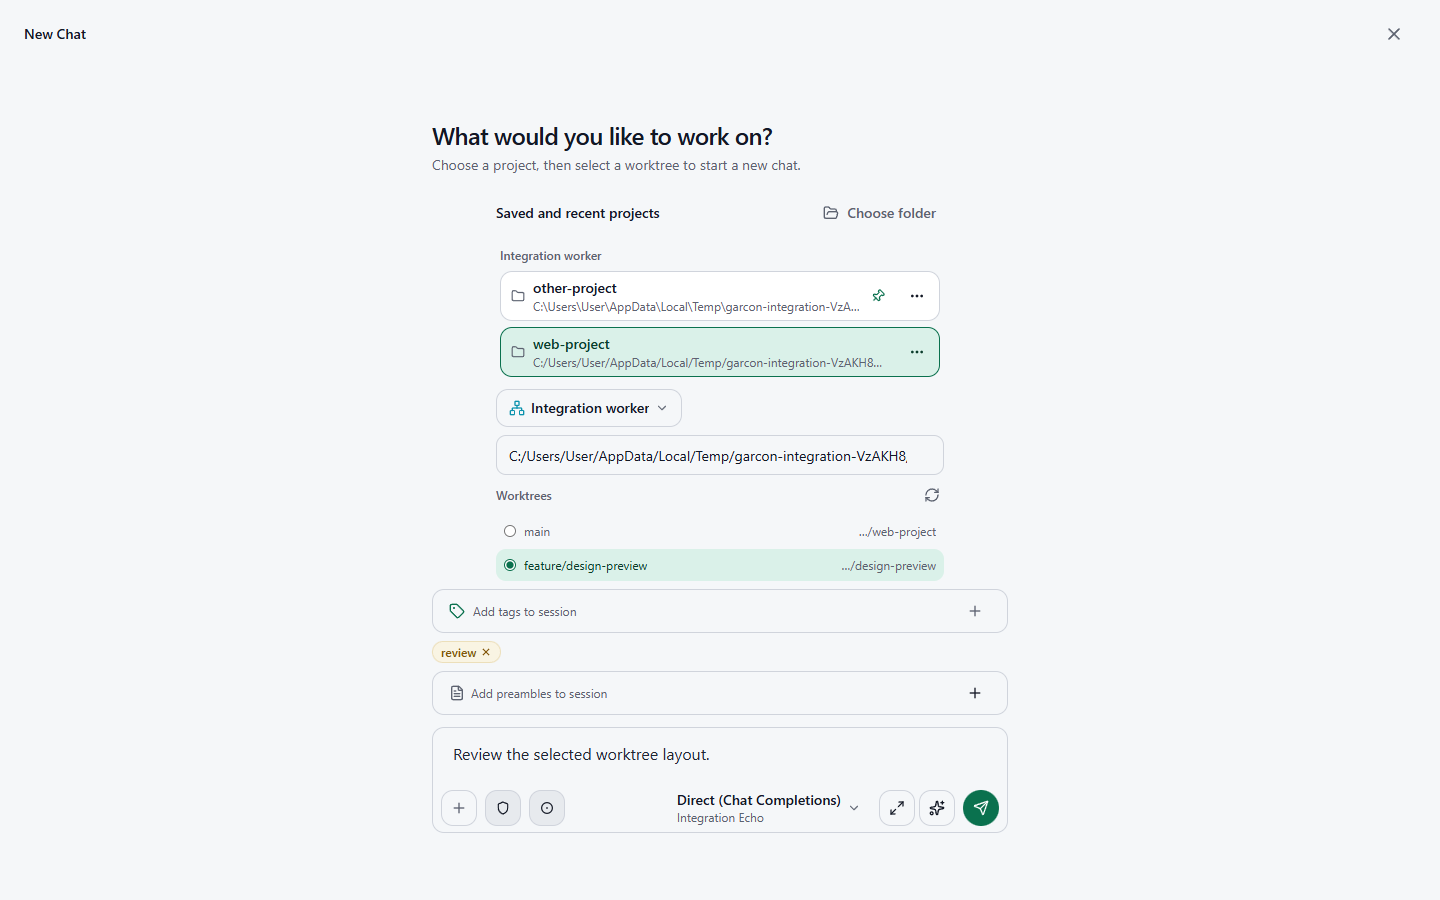 New Chat
What would you like to work on?
Choose a project, then select a worktree to start a new chat.
Saved and recent projects
Choose folder
Integration worker
other-project
C:\Users\User\AppData\Local\Temp\garcon-integration-VzA...
web-project
C:/Users/User/AppData/Local/Temp/garcon-integration-VzAKH8...
Integration worker
C:/Users/User/AppData/Local/Temp/garcon-integration-VzAKH8
Worktrees
main
.../web-project
feature/design-preview
.../design-preview
Add tags to session
review
Add preambles to session
Review the selected worktree layout.
Direct (Chat Completions)
Integration Echo